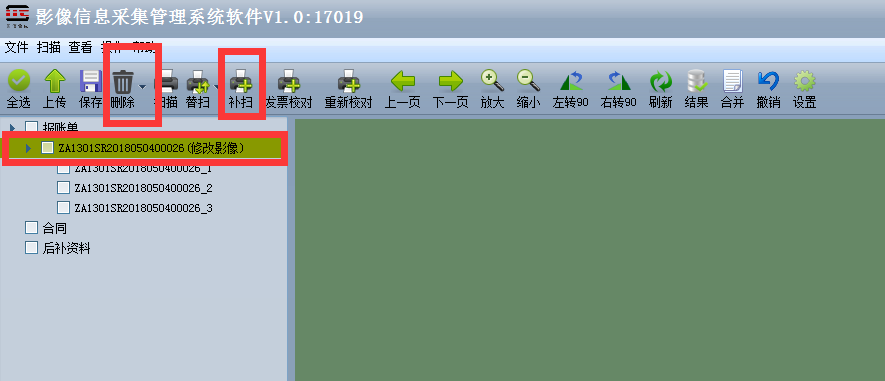 影像信息采集管理系统软件V1.0:17019
文件 扫描 查看 操作 帮助
全选 上传 保存 删除 扫描 替扫 补扫 发票校对 重新校对 上一页 下一页 放大 缩小 左转90 右转90 刷新 结果 合并 撤销 设置
报账单
ZA1301SR2018050400026(修改影像)
ZA1301SR2018050400026_1
ZA1301SR2018050400026_2
ZA1301SR2018050400026_3
合同
后补资料